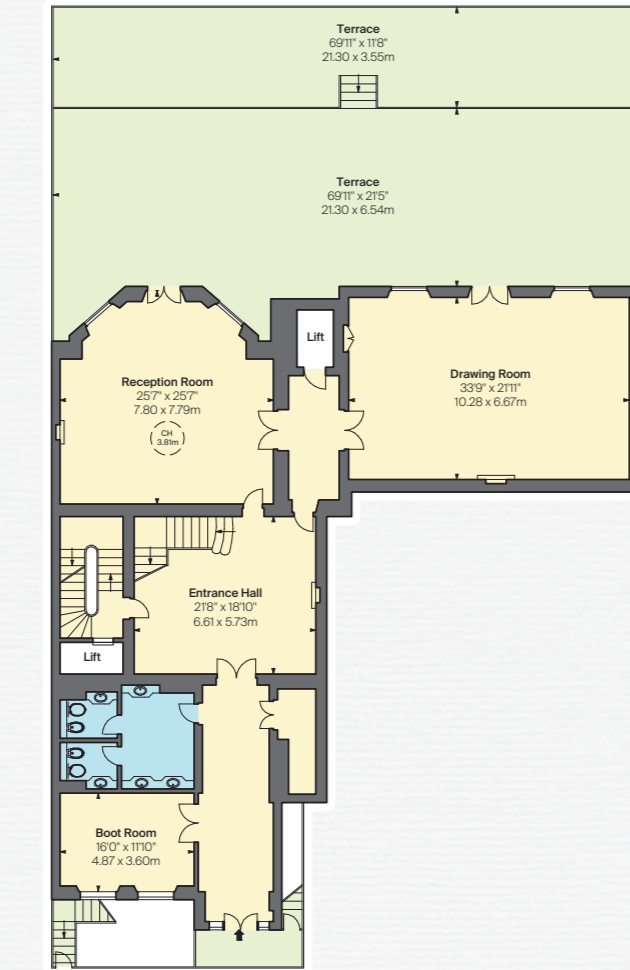 Terrace
69'11" x 11'8"
21.30 x 3.55m
Terrace
69'11" x 21'5"
21.30 x 6.54m
Lift
Reception Room
25'7" x 25'7"
7.80 x 7.79m
CH
3.81m
Drawing Room
33'9" x 21'11"
10.28 x 6.67m
Entrance Hall
21'8" x 18'10"
6.61 x 5.73m
Lift
Boot Room
16'0" x 11'10"
4.87 x 3.60m